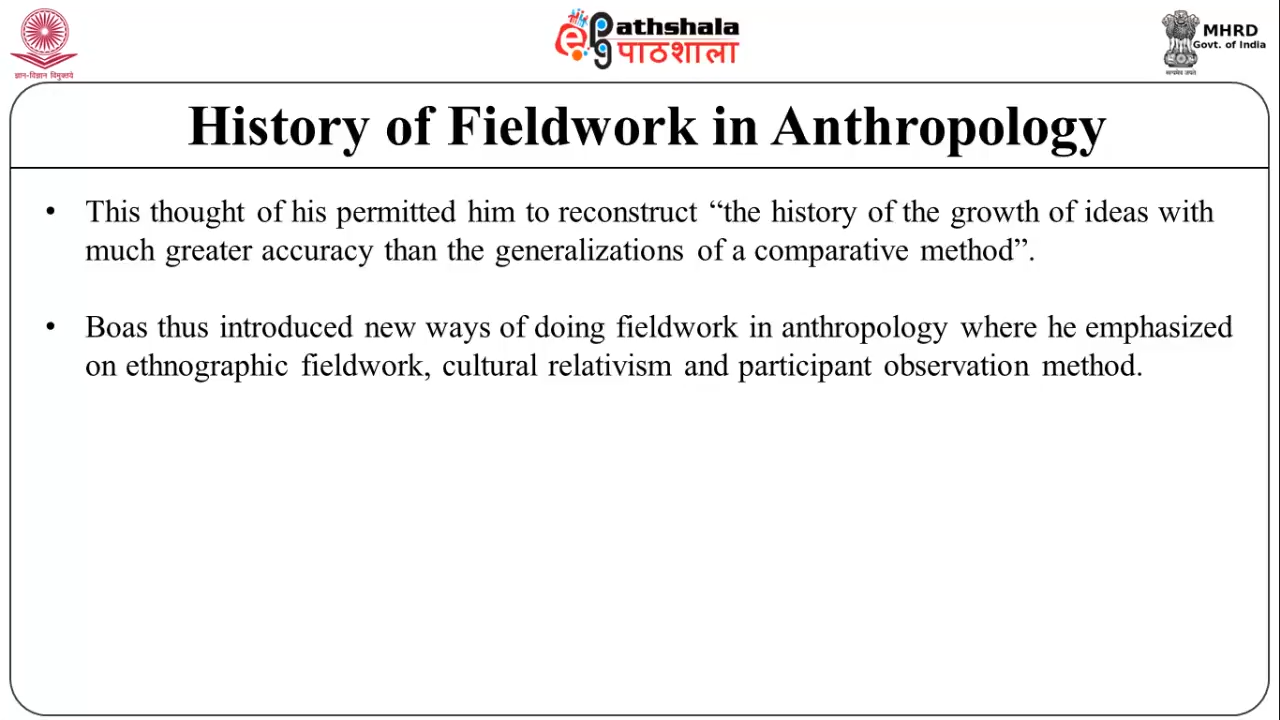 ज्ञान-विज्ञान विमुक्तये
ePathshala
पाठशाला
MHRD
Govt. of India
सत्यमेव जयते
History of Fieldwork in Anthropology
• This thought of his permitted him to reconstruct “the history of the growth of ideas with
much greater accuracy than the generalizations of a comparative method”.
• Boas thus introduced new ways of doing fieldwork in anthropology where he emphasized
on ethnographic fieldwork, cultural relativism and participant observation method.